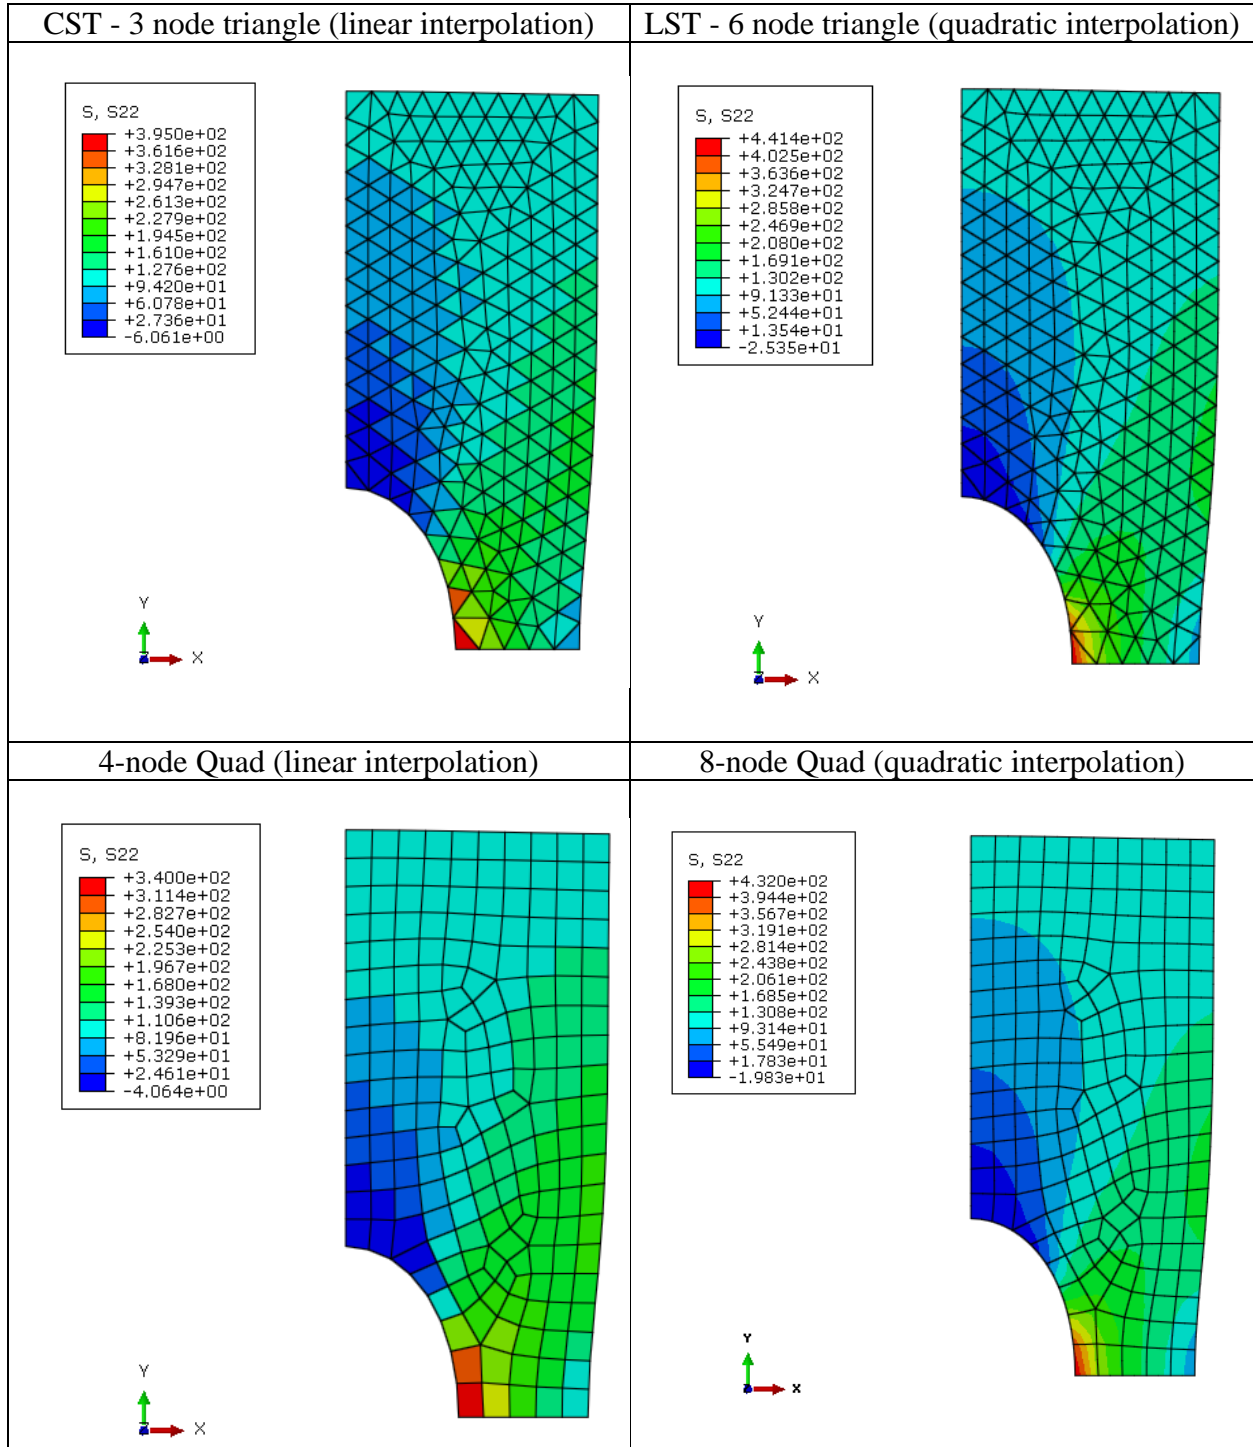 CST - 3 node triangle (linear interpolation)
LST - 6 node triangle (quadratic interpolation)
S, S22
+3.950e+02
+3.616e+02
+3.281e+02
+2.947e+02
+2.613e+02
+2.279e+02
+1.945e+02
+1.610e+02
+1.276e+02
+9.420e+01
+6.078e+01
+2.736e+01
-6.061e+00
Y
Z
X
S, S22
+4.414e+02
+4.025e+02
+3.636e+02
+3.247e+02
+2.858e+02
+2.469e+02
+2.080e+02
+1.691e+02
+1.302e+02
+9.133e+01
+5.244e+01
+1.354e+01
-2.535e+01
Y
Z
X
4-node Quad (linear interpolation)
8-node Quad (quadratic interpolation)
S, S22
+3.400e+02
+3.114e+02
+2.827e+02
+2.540e+02
+2.253e+02
+1.967e+02
+1.680e+02
+1.393e+02
+1.106e+02
+8.196e+01
+5.329e+01
+2.461e+01
-4.064e+00
Y
Z
X
S, S22
+4.320e+02
+3.944e+02
+3.567e+02
+3.191e+02
+2.814e+02
+2.438e+02
+2.061e+02
+1.685e+02
+1.308e+02
+9.314e+01
+5.549e+01
+1.783e+01
-1.983e+01
Y
X